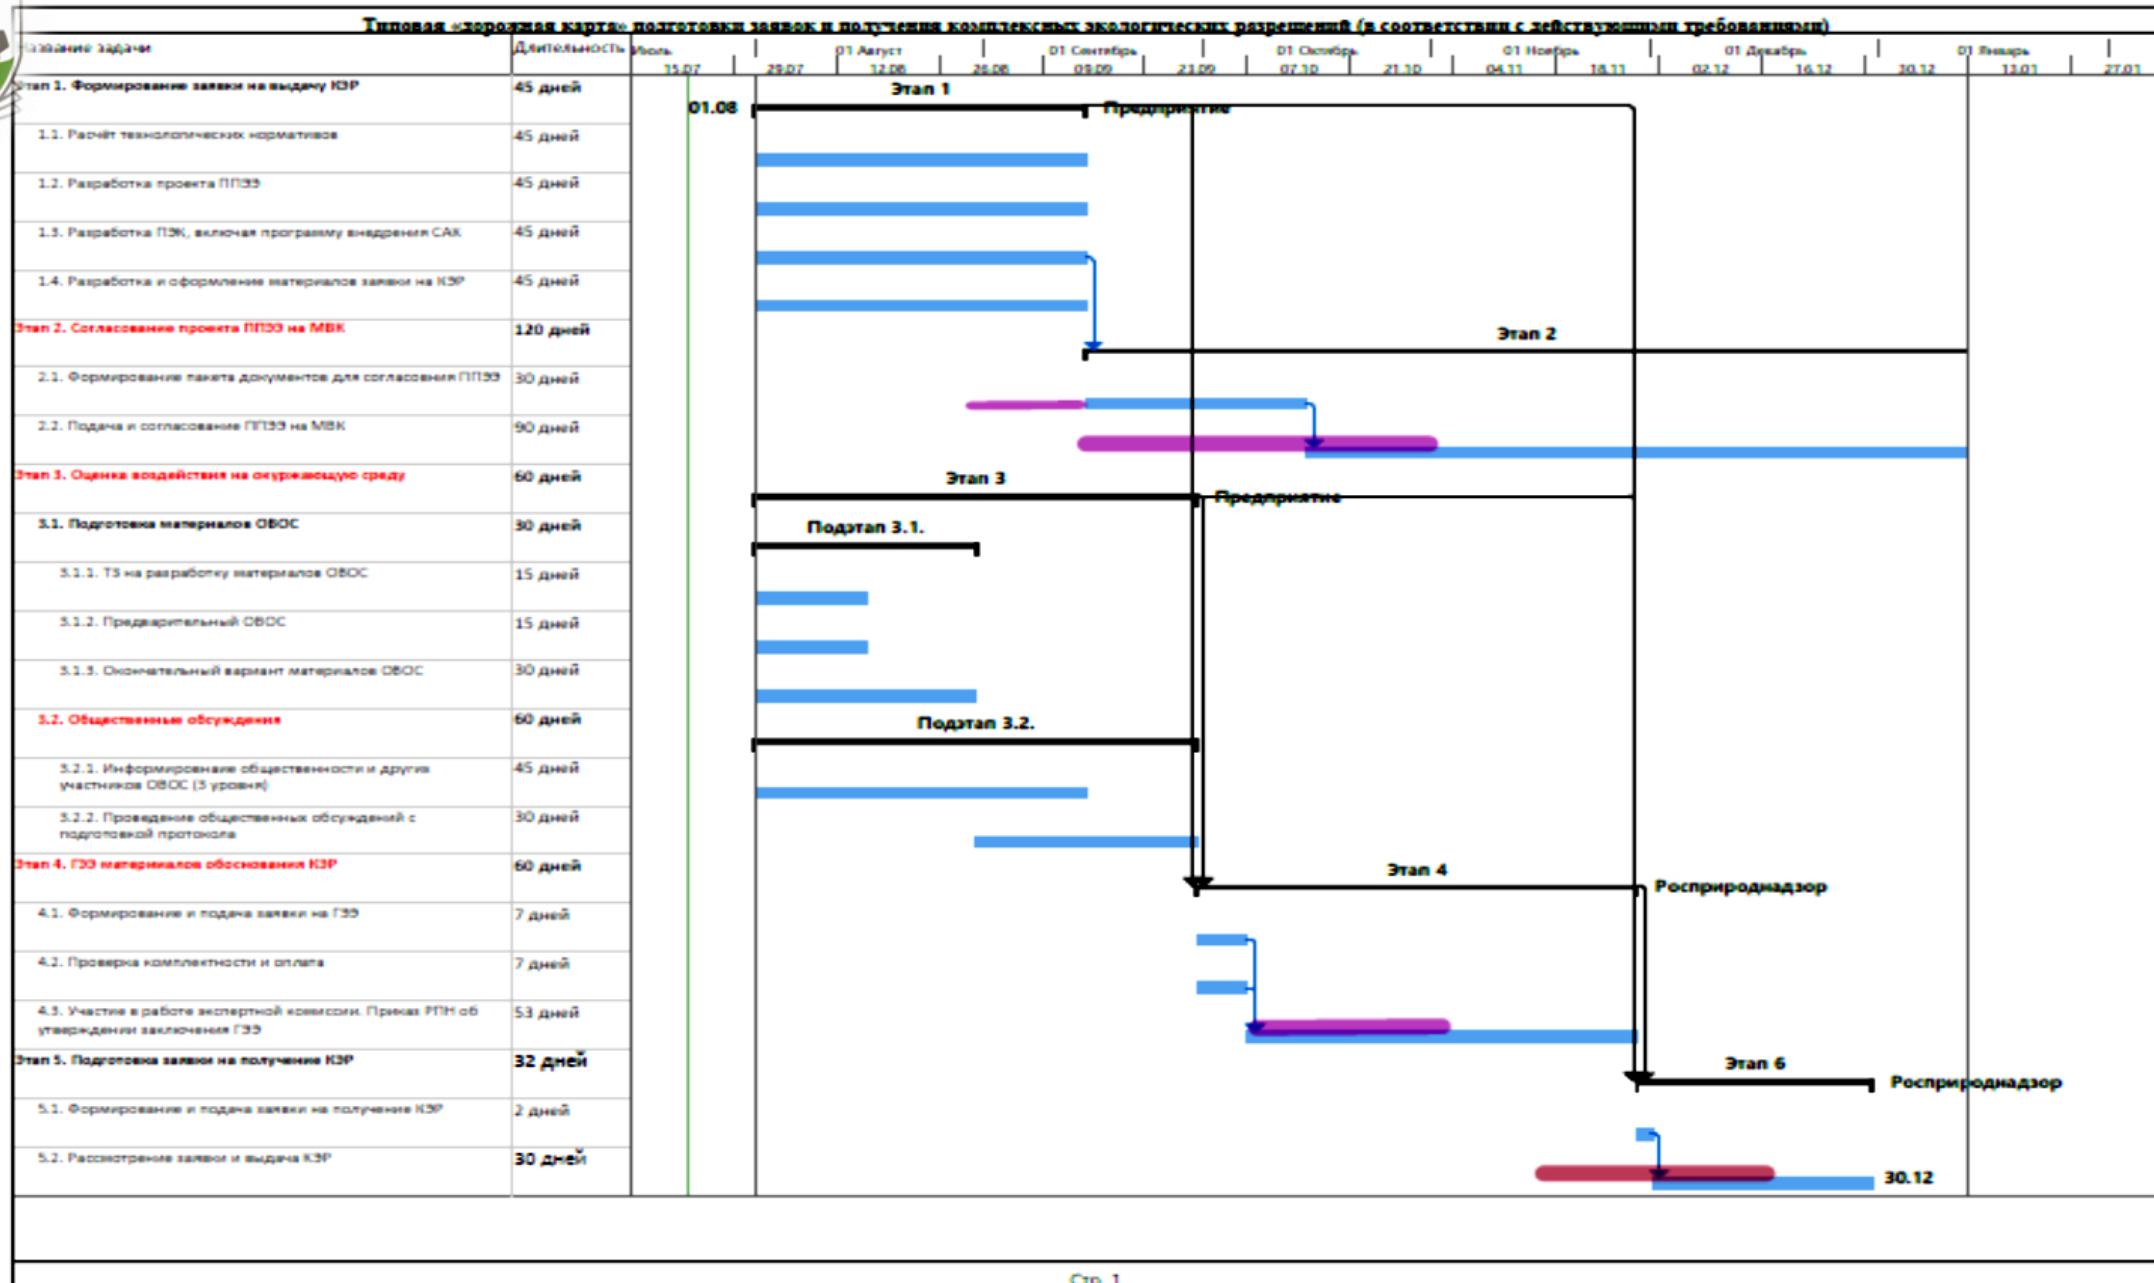 Типовая «дорожная карта» подготовки заявок и получения комплексных экологических разрешений (в соответствии с действующими требованиями)
название задачи Длительность Июль 01 Август 01 Сентябрь 01 Октябрь 01 Ноябрь 01 Декабрь 01 Январь
15.07 29.07 12.08 26.08 09.09 23.09 07.10 21.10 04.11 18.11 02.12 16.12 30.12 13.01 27.01
Этап 1. Формирование заявки на выдачу КЭР 45 дней Этап 1
01.08 Предприятие
1.1. Расчёт технологических нормативов 45 дней
1.2. Разработка проекта ППЭЭ 45 дней
1.3. Разработка ПЭК, включая программу внедрения САК 45 дней
1.4. Разработка и оформление материалов заявки на КЭР 45 дней
Этап 2. Согласование проекта ППЭЭ на МВК 120 дней Этап 2
2.1. Формирование пакета документов для согласовния ППЭЭ 30 дней
2.2. Подача и согласование ППЭЭ на МВК 90 дней
Этап 3. Оценка воздействия на окружающую среду 60 дней Этап 3
Предприятие
3.1. Подготовка материалов ОВОС 30 дней Подэтап 3.1.
3.1.1. ТЗ на разработку материалов ОВОС 15 дней
3.1.2. Предварительный ОВОС 15 дней
3.1.3. Окончательный вариант материалов ОВОС 30 дней
3.2. Общественные обсуждения 60 дней Подэтап 3.2.
3.2.1. Информировнаие общественности и других 45 дней
участников ОВОС (3 уровня)
3.2.2. Проведение общественных обсуждений с 30 дней
подготовкой протокола
Этап 4. ГЭЭ материиалов обоснования КЭР 60 дней Этап 4
Росприроднадзор
4.1. Формирование и подача заявки на ГЭЭ 7 дней
4.2. Проверка комплектности и оплата 7 дней
4.3. Участие в работе экспертной комиссии. Приказ РПН об 53 дней
утверждении заключения ГЭЭ
Этап 5. Подготовка заявки на получение КЭР 32 дней Этап 6
Росприроднадзор
5.1. Формирование и подача заявки на получение КЭР 2 дней
5.2. Рассмотрение заявки и выдача КЭР 30 дней 30.12
Стр. 1